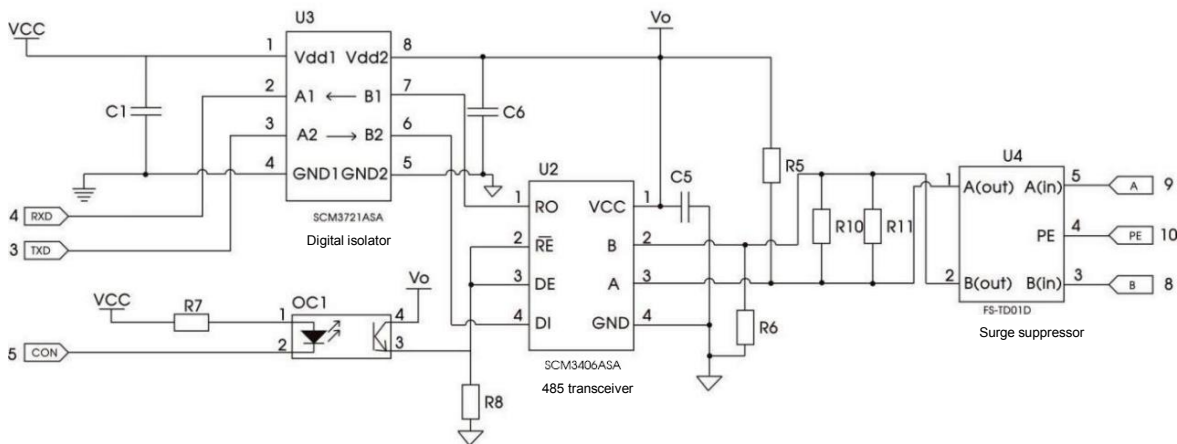 VCC
U3
Vo
1
Vdd1 Vdd2
8
2
A1
B1
7
3
A2
B2
6
4
GND1 GND2
5
C1
C6
SCM3721ASA
Digital isolator
4
RXD
3
TXD
U2
1
RO
VCC
1
2
RE
B
2
3
DE
A
3
4
DI
GND
4
SCM3406ASA
485 transceiver
C5
R5
R10
R11
R6
U4
1
A(out)
A(in)
5
A
9
PE
4
PE
10
2
B(out)
B(in)
3
B
8
FS-TD01D
Surge suppressor
VCC
R7
OC1
Vo
1
2
4
3
5
CON
R8